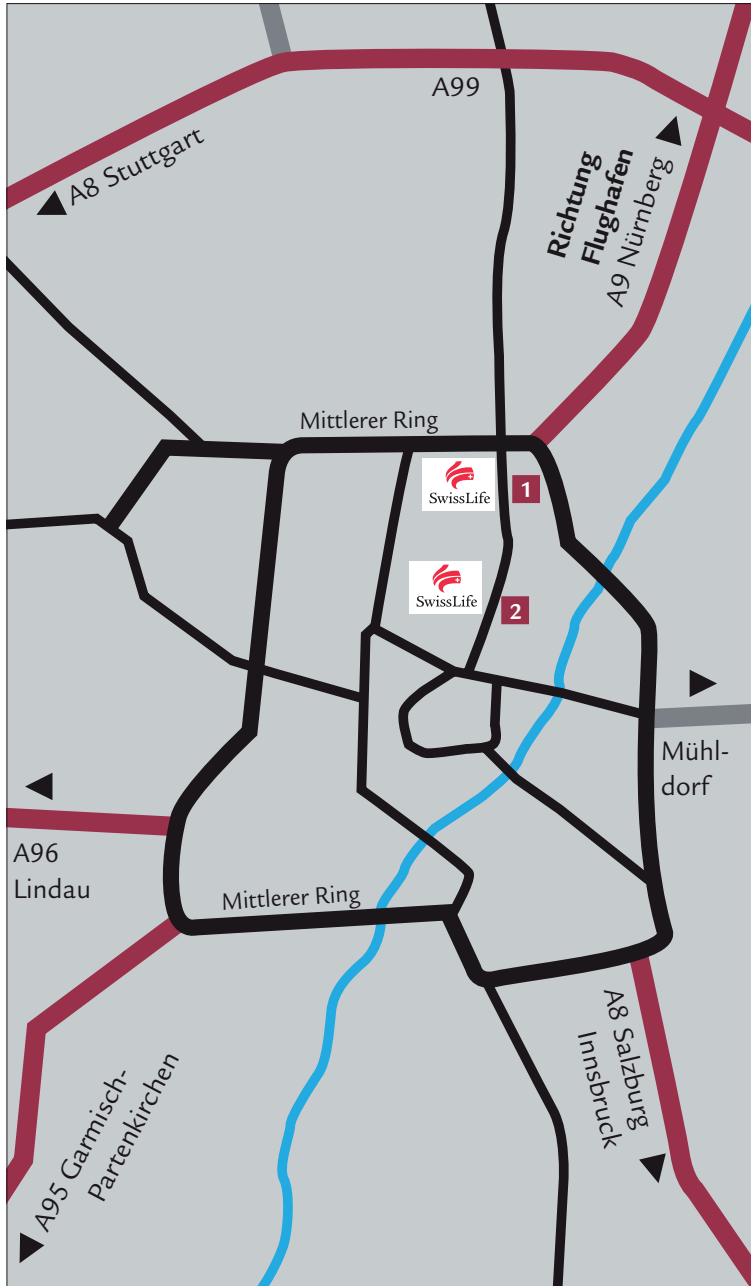 A99
A8 Stuttgart
Richtung
Flughafen
A9 Nürnberg
Mittlerer Ring
SwissLife
1
SwissLife
2
Mühl-
dorf
A96
Lindau
Mittlerer Ring
A8 Salzburg
Innsbruck
A95 Garmisch-
Partenkirchen